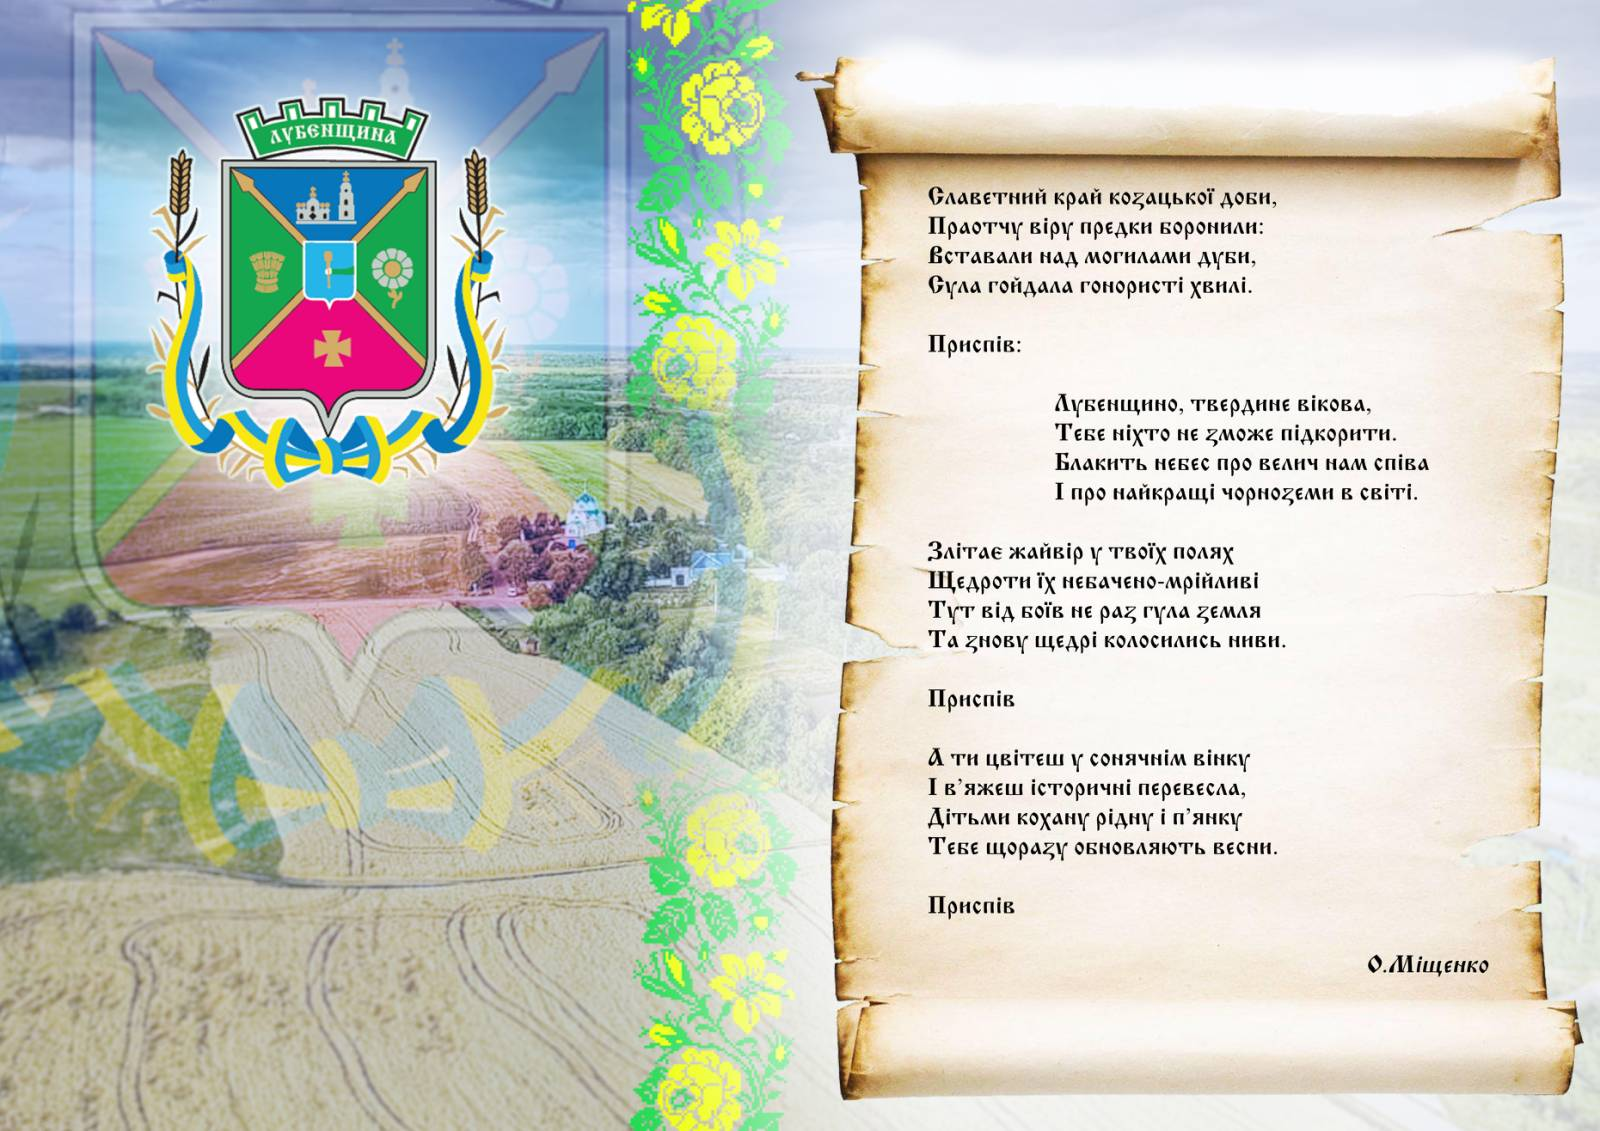 ЛУБЕНЩИНА
Славетний край козацької доби,
Праотчу віру предки боронили:
Вставали над могилами дуби,
Сула гойдала гонористі хвилі.
Приспів:
Лубенщино, твердине вікова,
Тебе ніхто не зможе підкорити.
Блакить небес про велич нам співа
І про найкращі чорноземи в світі.
Злітає жайвір у твоїх полях
Щедроти їх небачено-мрійливі
Тут від боїв не раз гула земля
Та знову щедрі колосились ниви.
Приспів
А ти цвітеш у сонячнім вінку
І в'яжеш історичні перевесла,
Дітьми кохану рідну і п'янку
Тебе щоразу обновляють весни.
Приспів
О.Міщенко